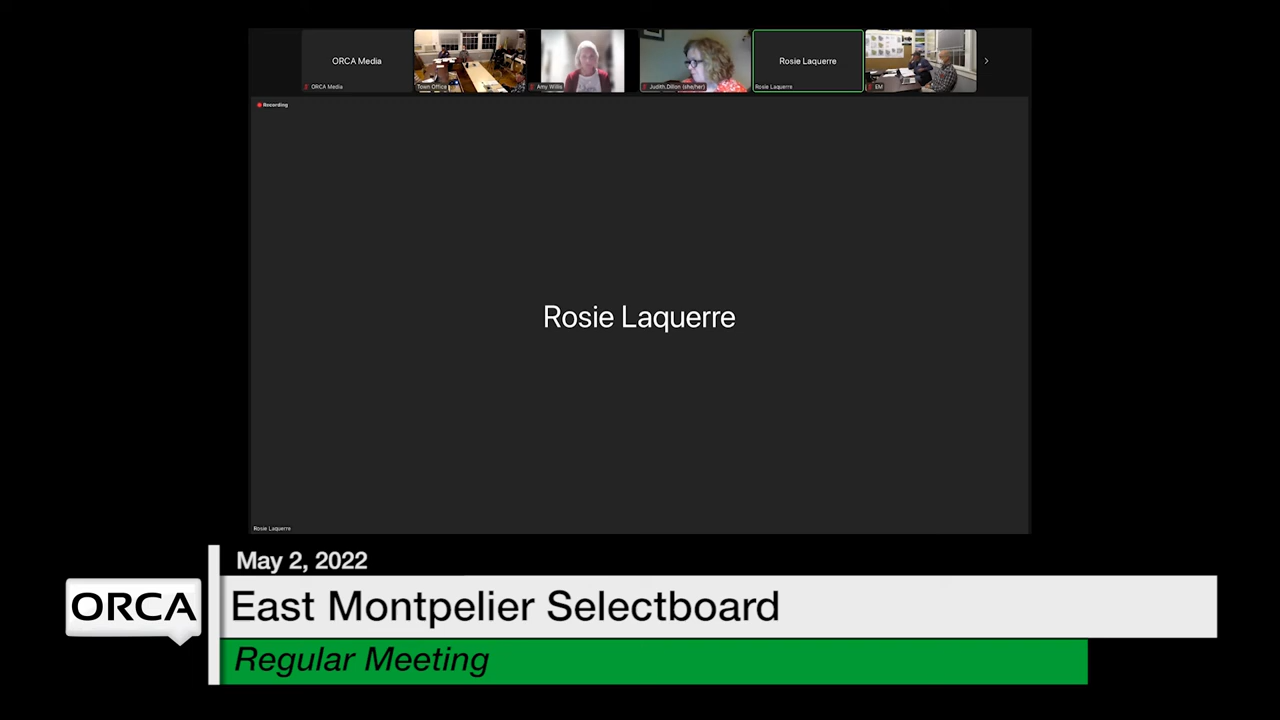 ORCA Media
Rosie Laquerre
ORCA Media
Town Office
Amy Willis
Judith.Dillon (she/her)
Rosie Laquerre
EM
Recording
Rosie Laquerre
Rosie Laquerre
May 2, 2022
ORCA
East Montpelier Selectboard
Regular Meeting